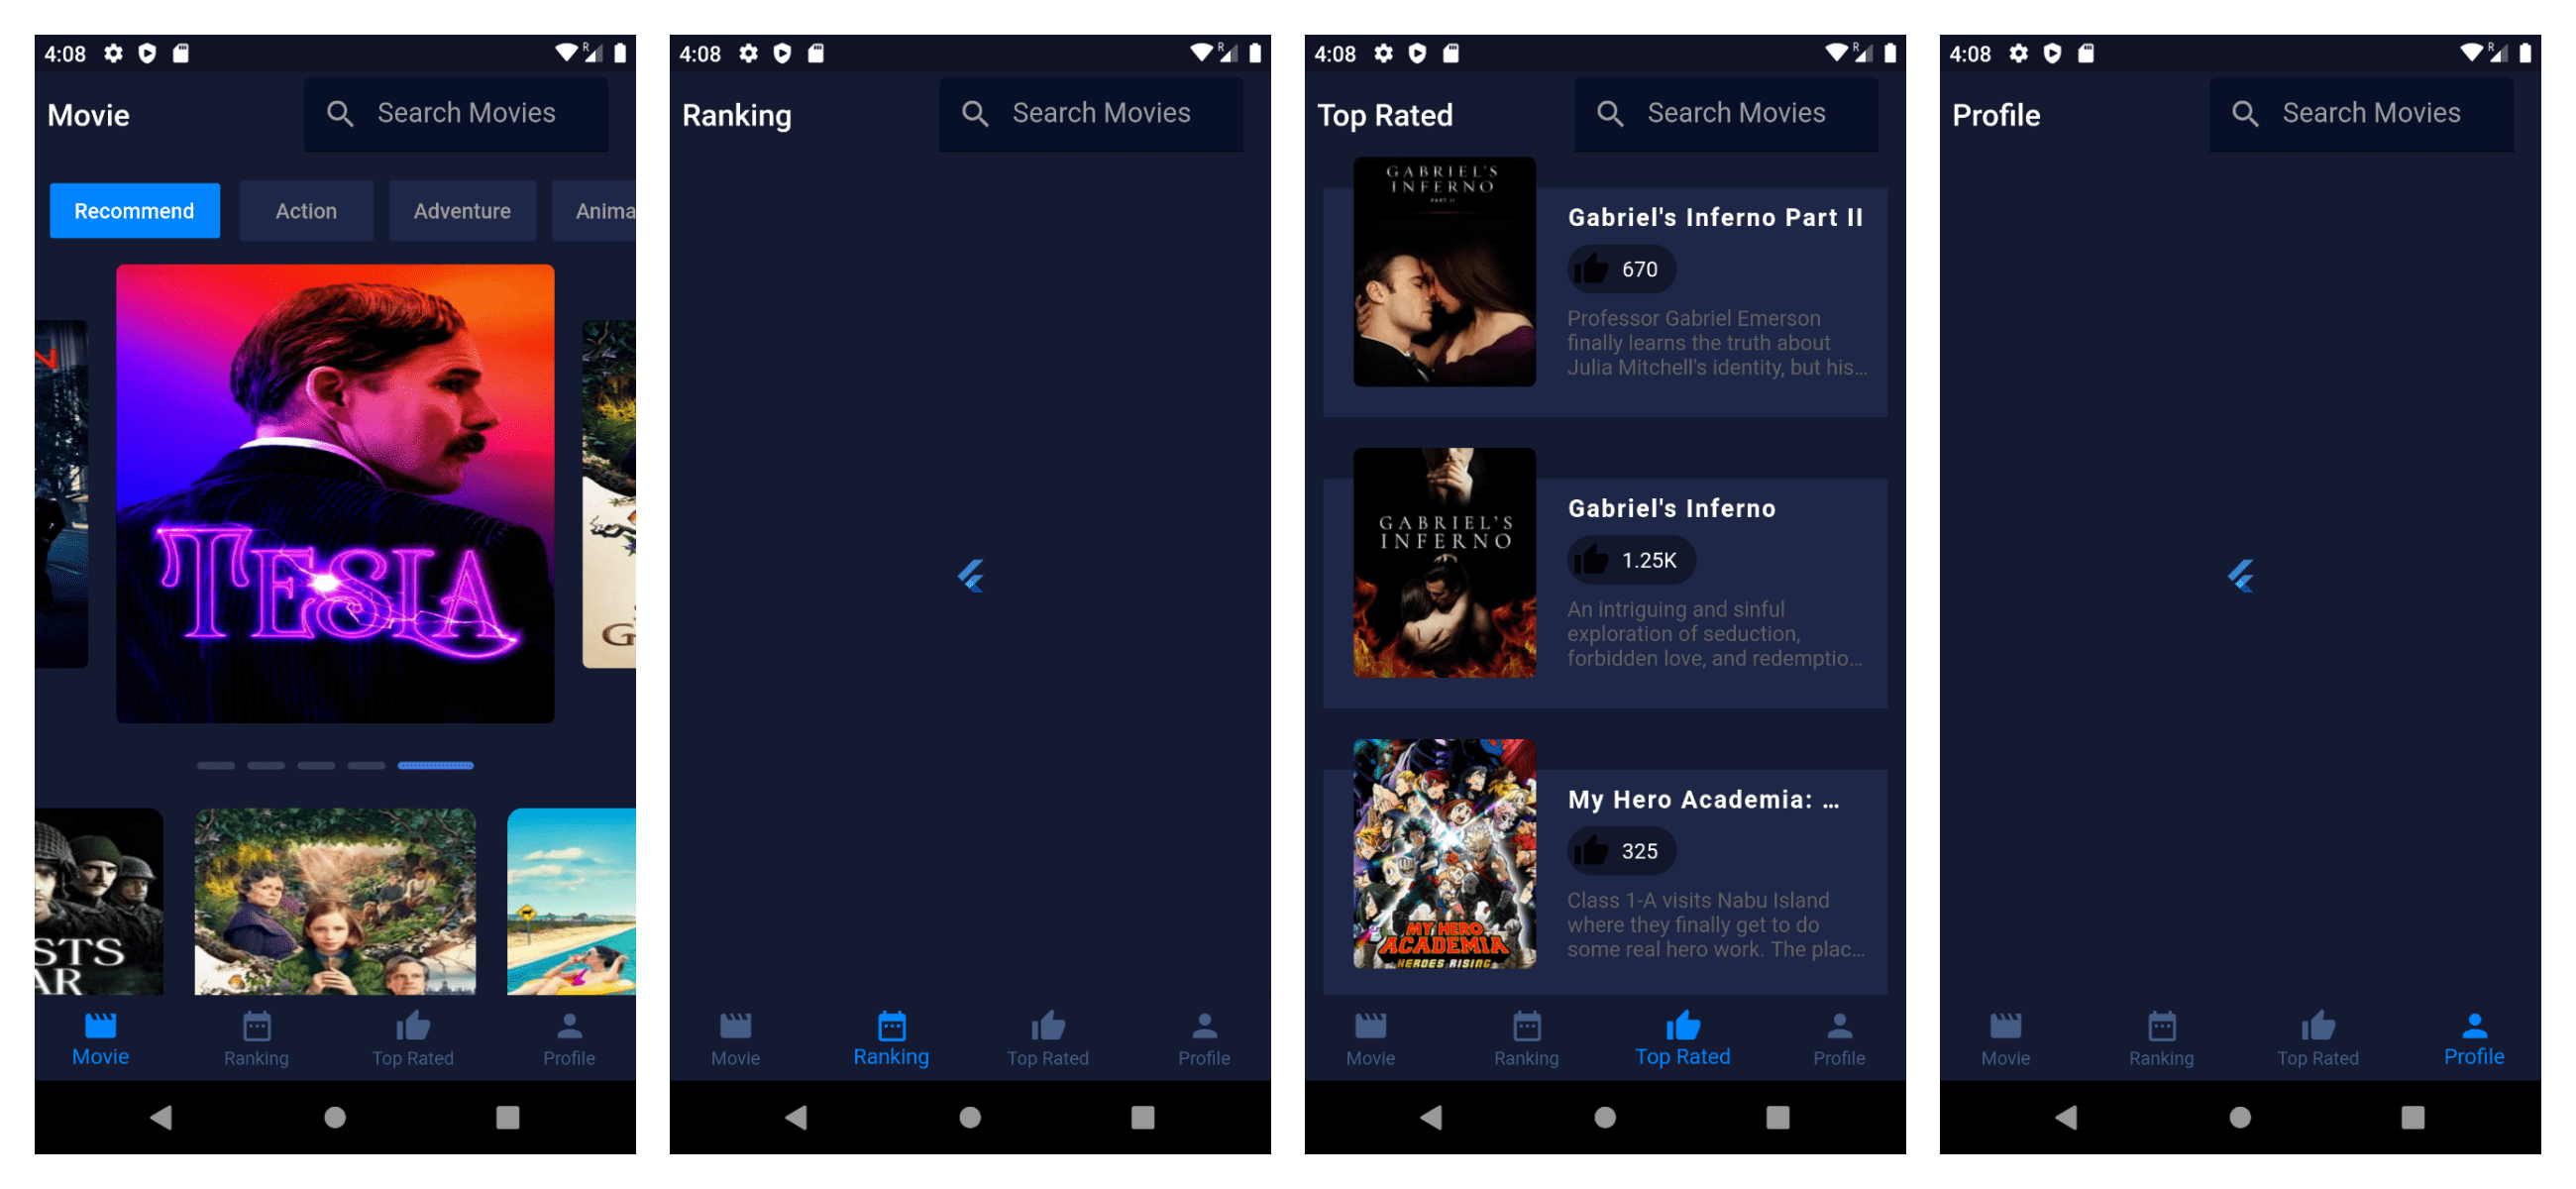 4:08
R
Movie
Search Movies
Recommend
Action
Adventure
Anima
TESLA
G
STS
AR
Movie
Ranking
Top Rated
Profile
4:08
R
Ranking
Search Movies
Movie
Ranking
Top Rated
Profile
4:08
R
Top Rated
Search Movies
GABRIEL'S
INFERNO
PART II
Gabriel's Inferno Part II
670
Professor Gabriel Emerson
finally learns the truth about
Julia Mitchell's identity, but his...
GABRIEL'S
INFERNO
Gabriel's Inferno
1.25K
An intriguing and sinful
exploration of seduction,
forbidden love, and redemptio...
MY HERO
ACADEMIA
HEROES RISING
My Hero Academia: ...
325
Class 1-A visits Nabu Island
where they finally get to do
some real hero work. The plac...
Movie
Ranking
Top Rated
Profile
4:08
R
Profile
Search Movies
Movie
Ranking
Top Rated
Profile